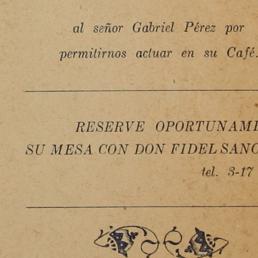 al señor Gabriel Pérez por
permitirnos actuar en su Café.
RESERVE OPORTUNAME
SU MESA CON DON FIDEL SANC
tel. 3-17